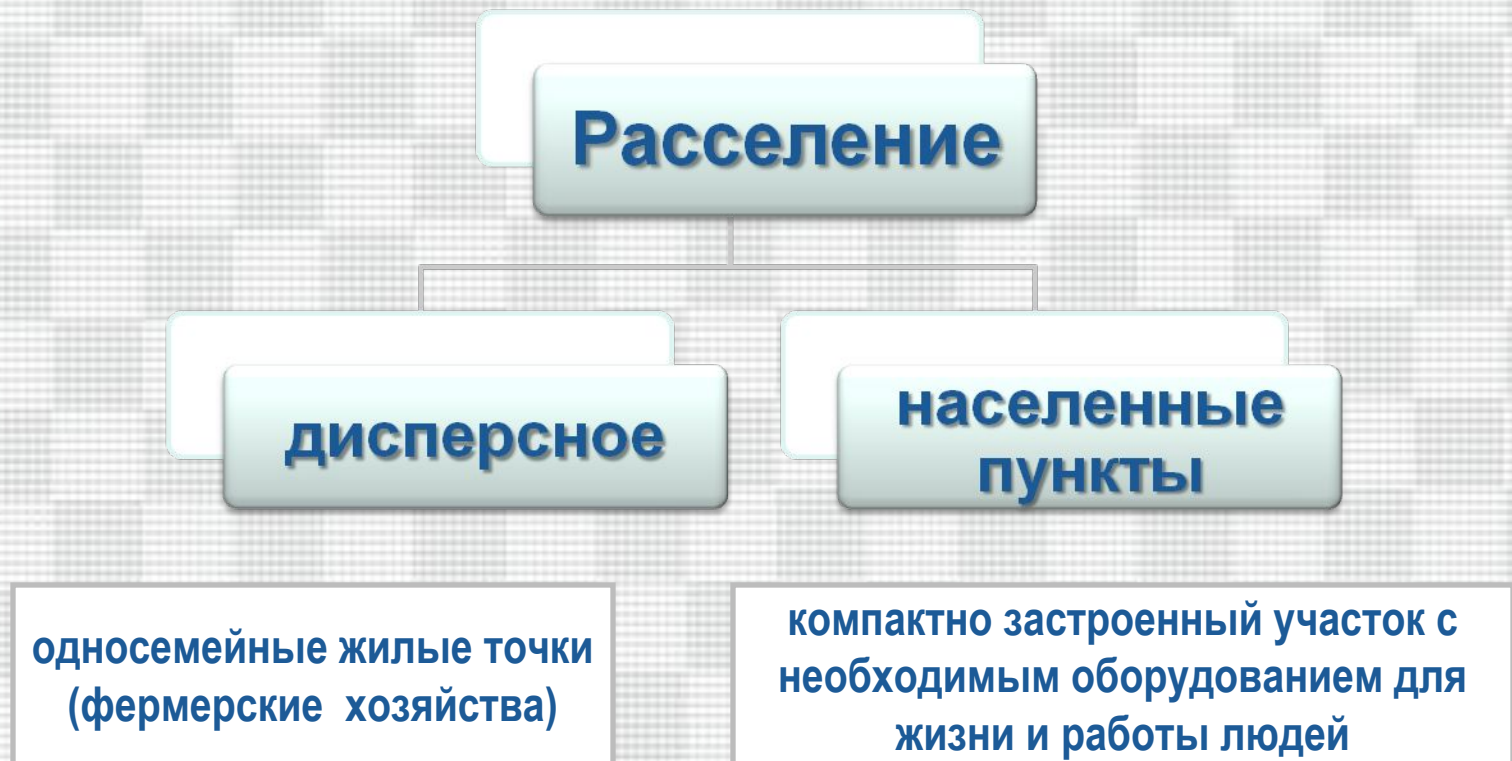 Расселение
дисперсное
населенные
пункты
односемейные жилые точки
(фермерские хозяйства)
компактно застроенный участок с
необходимым оборудованием для
жизни и работы людей